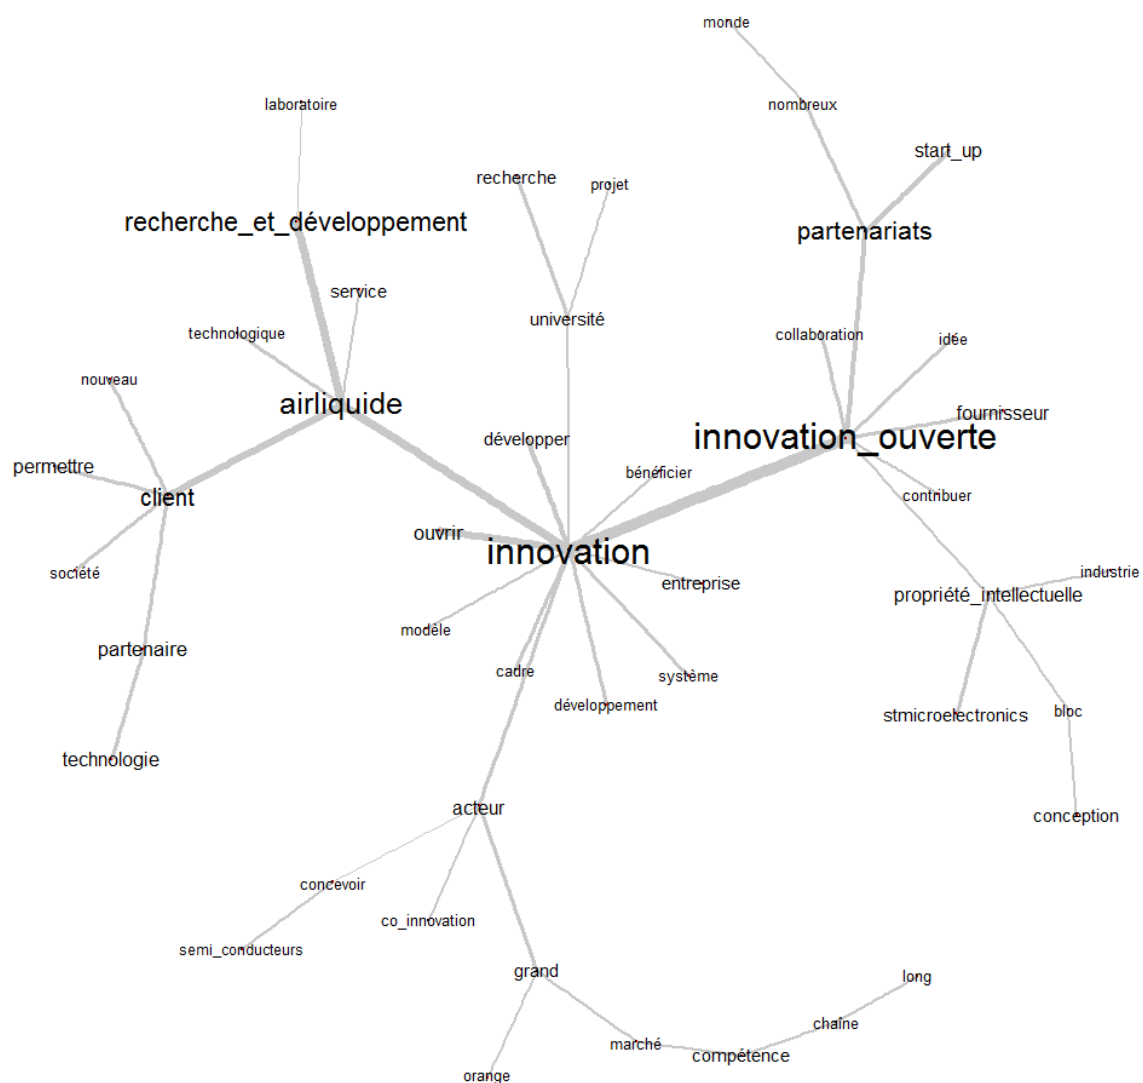 monde
laboratoire
nombreux
start_up
recherche
projet
recherche_et_développement
partenariats
service
université
technologique
collaboration
idée
nouveau
airliquide
fournisseur
innovation_ouverte
développer
permettre
bénéficier
client
contribuer
ouvrir
innovation
société
entreprise
industrie
propriété_intellectuelle
modèle
partenaire
cadre
système
développement
stmicroelectronics
bloc
technologie
acteur
conception
concevoir
co_innovation
semi_conducteurs
grand
long
chaîne
marché
compétence
orange